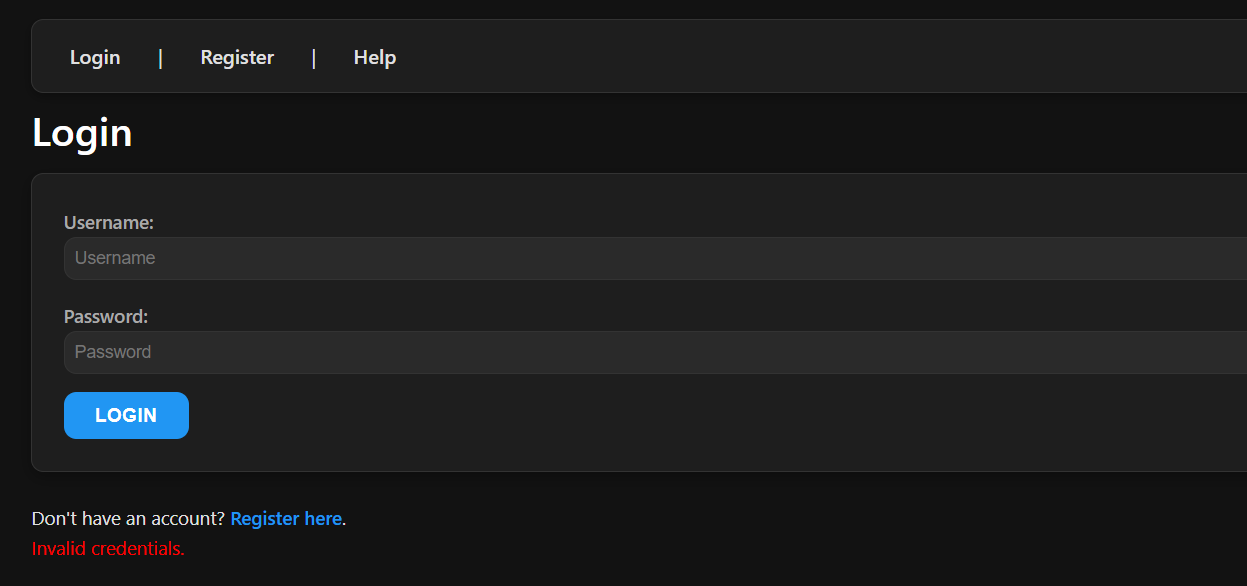 Login | Register | Help
Login
Username:
Username
Password:
Password
LOGIN
Don't have an account? Register here.
Invalid credentials.